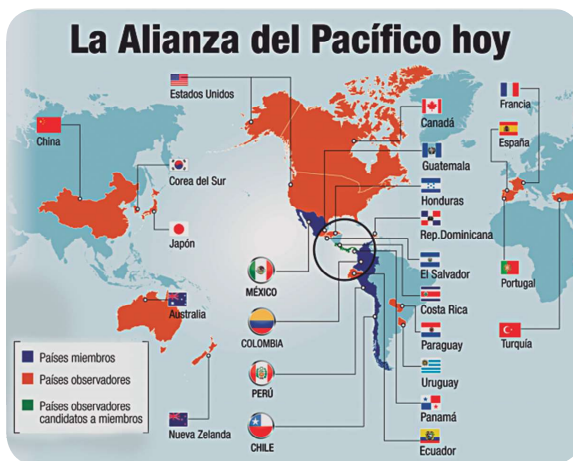 La Alianza del Pacífico hoy
Estados Unidos
China
Corea del Sur
Japón
Australia
Nueva Zelanda
MÉXICO
COLOMBIA
PERÚ
CHILE
Canadá
Guatemala
Honduras
Rep.Dominicana
El Salvador
Costa Rica
Paraguay
Uruguay
Panamá
Ecuador
Francia
España
Portugal
Turquía
Países miembros
Países observadores
Países observadores
candidatos a miembros